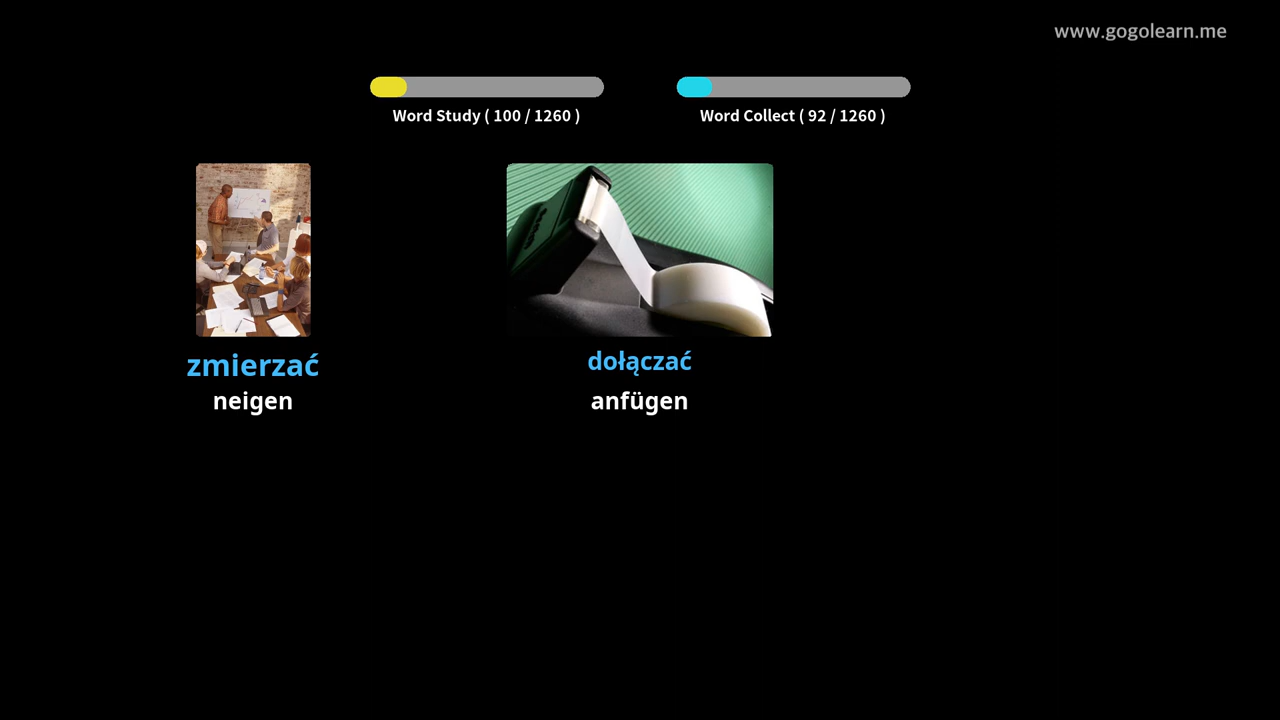 www.gogolearn.me
Word Study ( 100 / 1260 )
Word Collect ( 92 / 1260 )
zmierzać
neigen
dołączać
anfügen